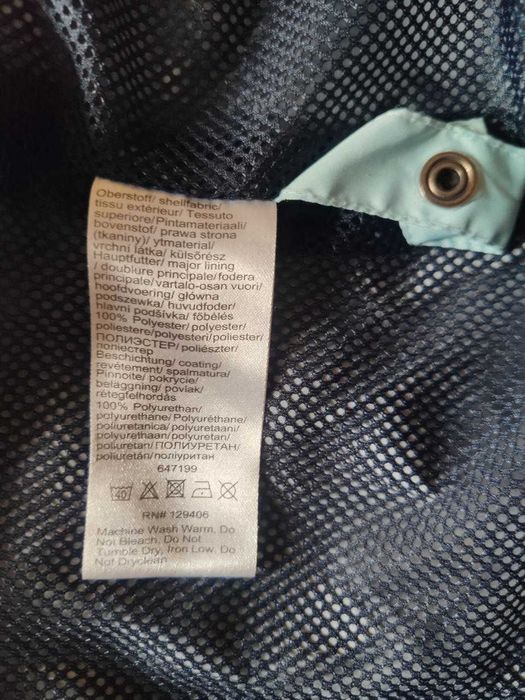 Oberstoff/ shellfabric/
tissu extérieur/ Tessuto
superiore/Pintamateriaali/
bovenstof/ prawa strona
(tkaniny)/ ytmaterial/
vrchní látka/ külsőrész
Hauptfutter/ major lining
/ doublure principale/fodera
principale/vartalo-osan vuori/
hoofdvoering/ główna
podszewka/ huvudfoder/
hlavní podšívka/ főbélés
100% Polyester/ polyester/
poliestere/polyesteri/poliester/
ПОЛИЭСТЕР/ poliészter/
поліестер
Beschichtung/ coating/
revêtement/ spalmatura/
Pinnoite/ pokrycie/
beläggning/ povlak/
rétegfelhordás
100% Polyurethan/
polyurethane/ Polyuréthane/
poliuretanica/ polyuretaani/
polyurethaan/ polyuretan/
poliuretan/ПОЛИУРЕТАН/
poliuretán/поліуритан
647199
40
RN# 129406
Machine Wash Warm, Do
Not Bleach, Do Not
Tumble Dry, Iron Low, Do
Not Dryclean